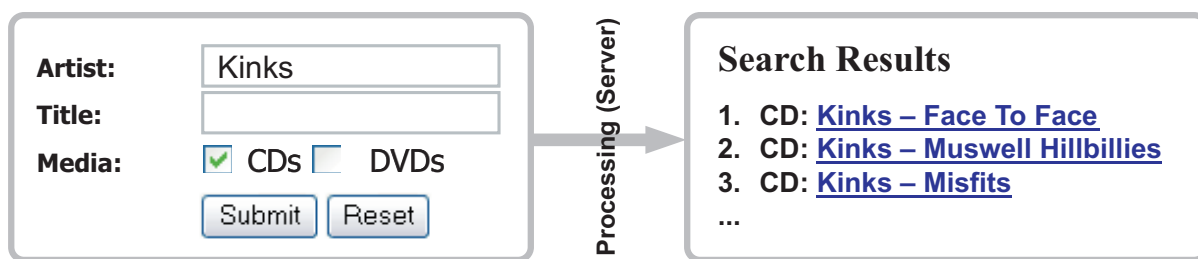 Artist: Kinks
Title:
Media: CDs DVDs
Submit Reset
Processing (Server)
Search Results
1. CD: Kinks – Face To Face
2. CD: Kinks – Muswell Hillbillies
3. CD: Kinks – Misfits
...